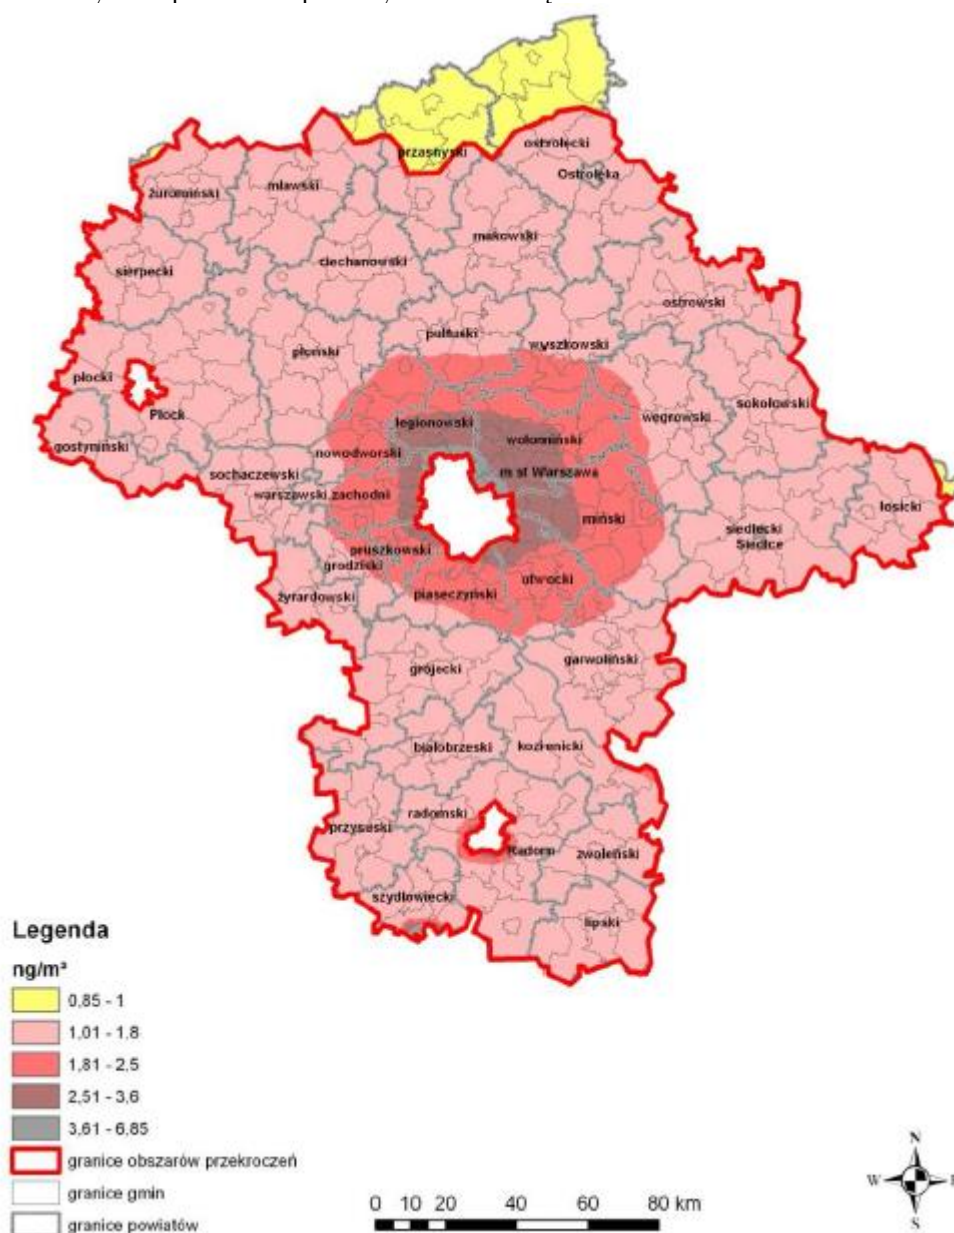 przasnyski
ostrołęcki
Ostrołęka
żuromiński
mławski
makowski
ciechanowski
sierpecki
ostrowski
pułtuski
wyszkowski
płoński
płocki
Płock
sokołowski
węgrowski
legionowski
gostyniński
wołomiński
nowodworski
sochaczewski
m st Warszawa
warszawski zachodni
łosicki
miński
siedlecki
Siedlce
pruszkowski
grodziski
otwocki
piaseczyński
żyrardowski
garwoliński
grójecki
białobrzeski
kozienicki
radomski
przysuski
Radom
zwoleński
szydłowiecki
lipski
Legenda
ng/m³
0,85 - 1
1,01 - 1,8
1,81 - 2,5
2,51 - 3,6
3,61 - 6,85
granice obszarów przekroczeń
granice gmin
granice powiatów
0 10 20 40 60 80 km
N
W
S